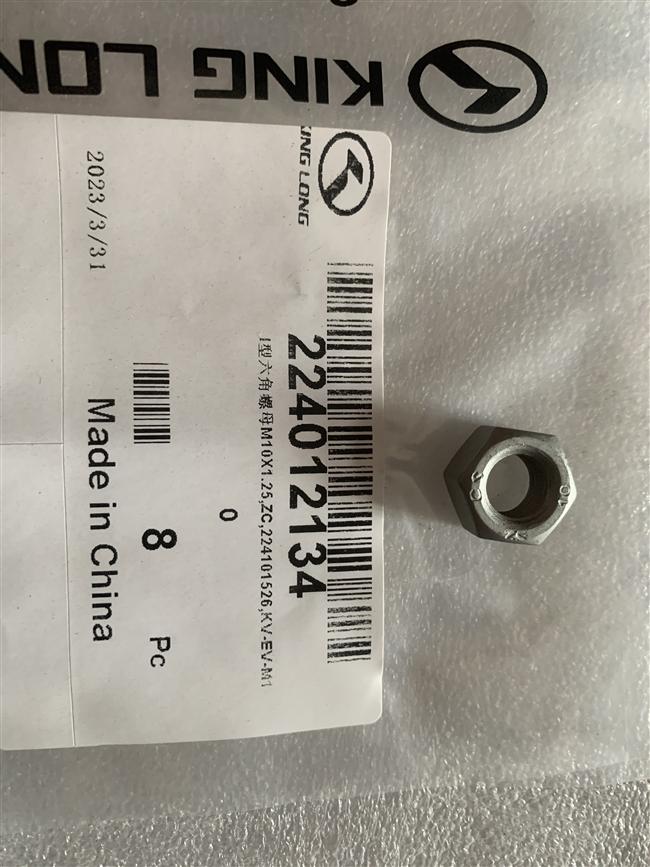 KING LON
KING LONG
2023/3/31
224012134
I型六角螺母M10X1.25,ZC,224101526,KV-EV-M1
0
8 Pc
Made in China
10